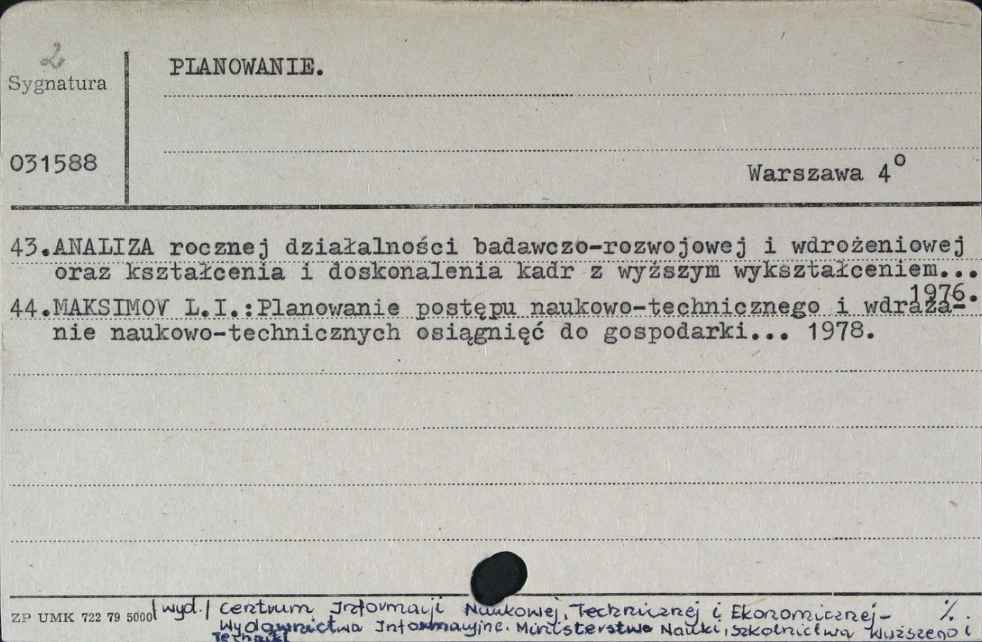 2
Sygnatura
PLANOWANIE.
031588
Warszawa 4°
43.ANALIZA rocznej działalności badawczo-rozwojowej i wdrożeniowej
oraz kształcenia i doskonalenia kadr z wyższym wykształceniem...
1976.
44.MAKSIMOV L.I.:Planowanie postępu naukowo-technicznego i wdraża-
nie naukowo-technicznych osiągnięć do gospodarki... 1978.
ZP UMK 722 79 5000
/wyd./ Centrum Informacji Naukowej, Technicznej i Ekonomicznej- %.
Wydawnictwa Informacyjne. Ministerstwo Nauki, Szkolnictwa Wyższego i
Techniki